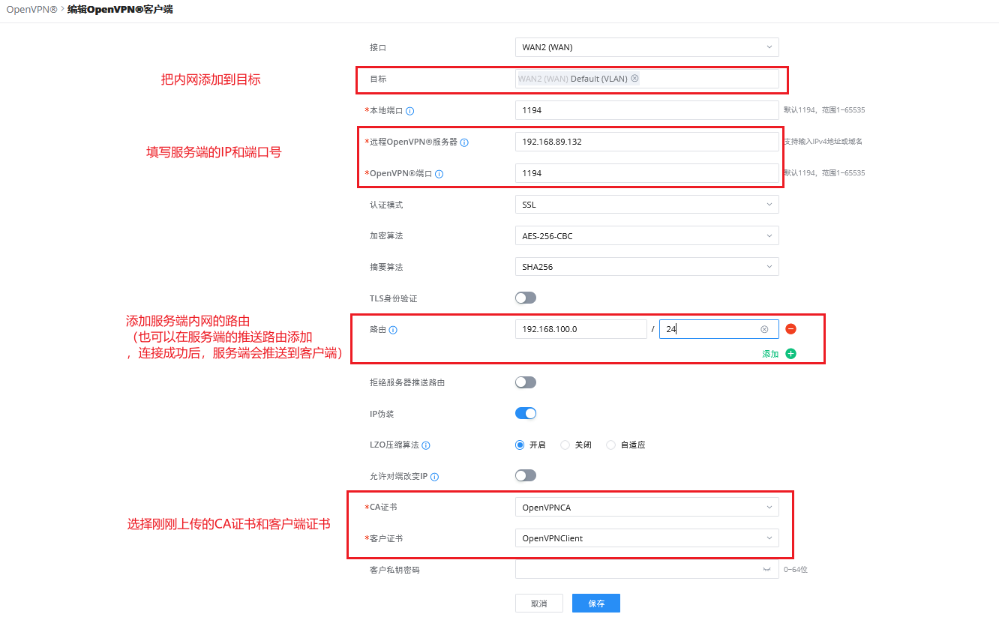 OpenVPN® › 编辑OpenVPN®客户端
接口 WAN2 (WAN)
把内网添加到目标
目标 WAN2 (WAN) Default (VLAN)
*本地端口 1194 默认1194，范围1~65535
填写服务端的IP和端口号
*远程OpenVPN®服务器 192.168.89.132 支持输入IPv4地址或域名
*OpenVPN®端口 1194 默认1194，范围1~65535
认证模式 SSL
加密算法 AES-256-CBC
摘要算法 SHA256
TLS身份验证
添加服务端内网的路由
（也可以在服务端的推送路由添加
，连接成功后，服务端会推送到客户端）
路由 192.168.100.0 / 24
添加
拒绝服务器推送路由
IP伪装
LZO压缩算法 开启 关闭 自适应
允许对端改变IP
选择刚刚上传的CA证书和客户端证书
*CA证书 OpenVPNCA
*客户证书 OpenVPNClient
客户私钥密码 0~64位
取消 保存